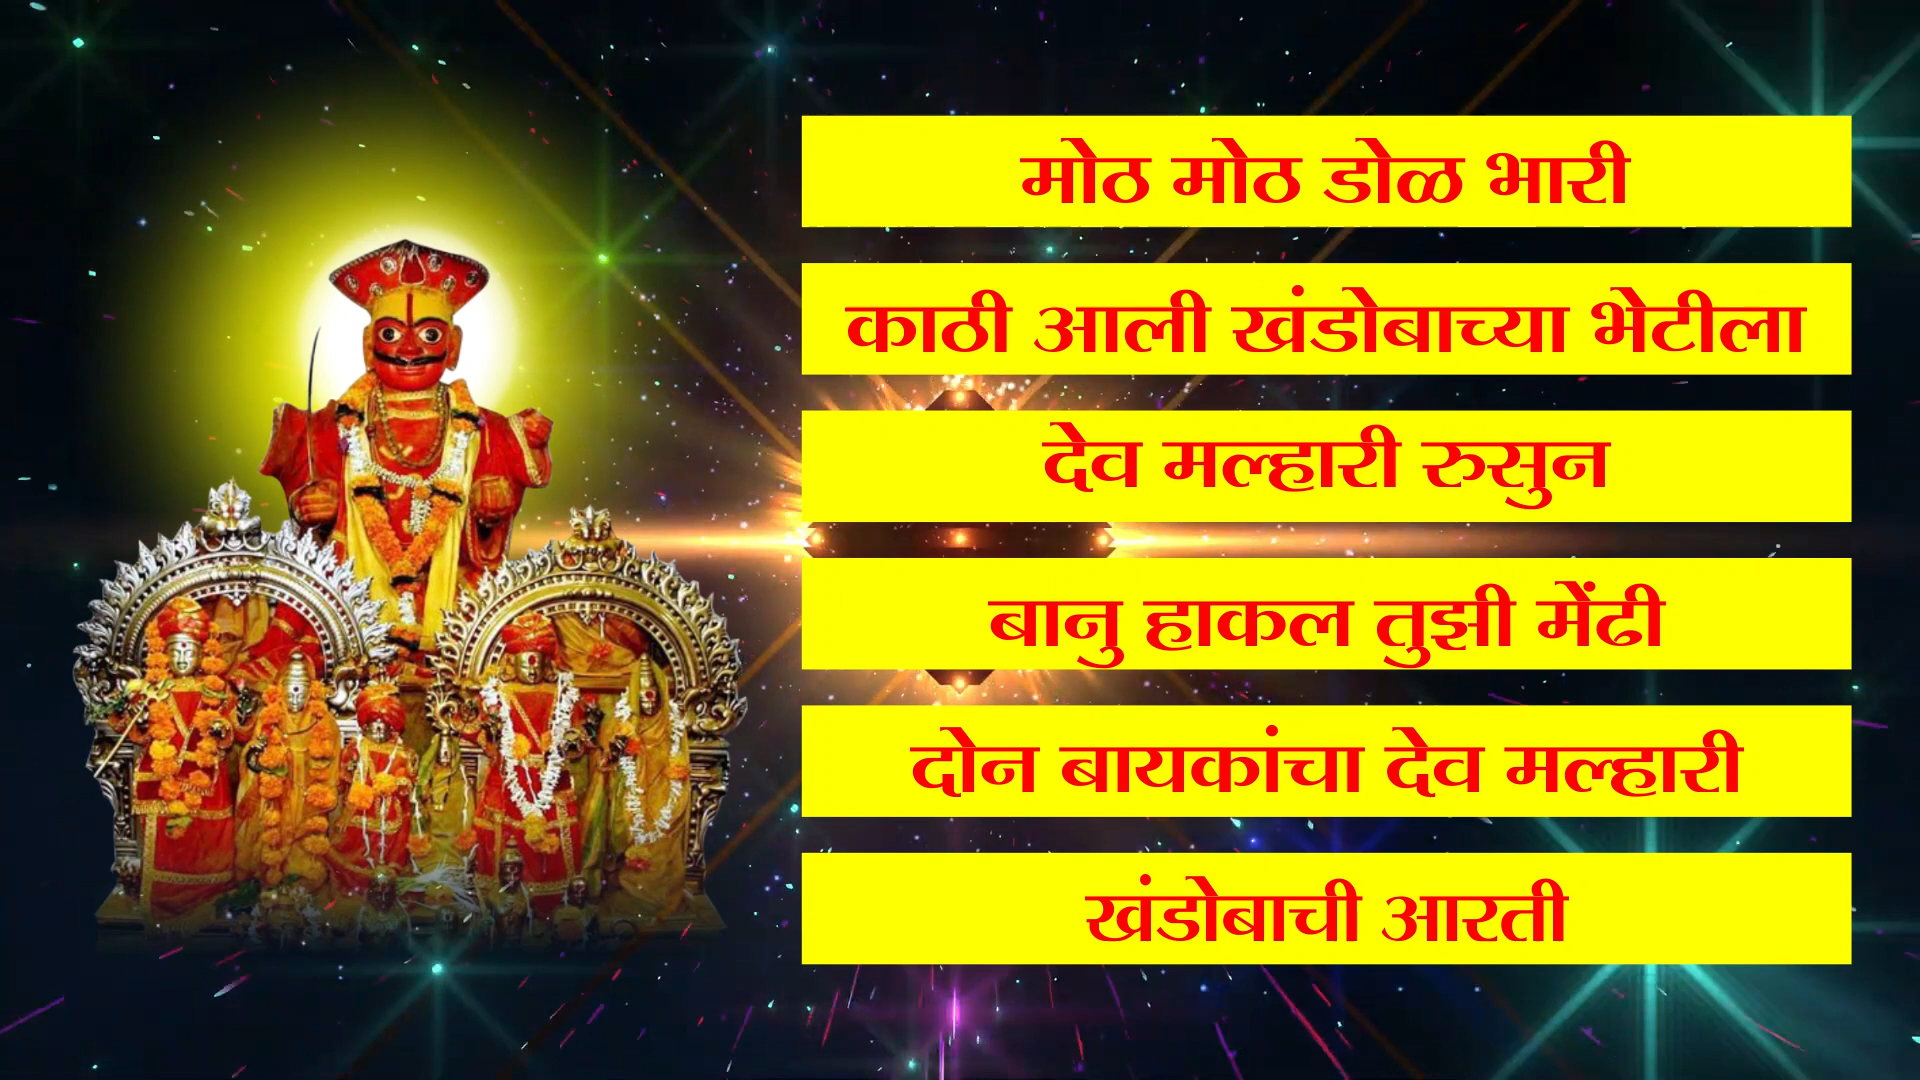 मोठ मोठ डोळ भारी
काठी आली खंडोबाच्या भेटीला
देव मल्हारी रुसुन
बानु हाकल तुझी मेंढी
दोन बायकांचा देव मल्हारी
खंडोबाची आरती